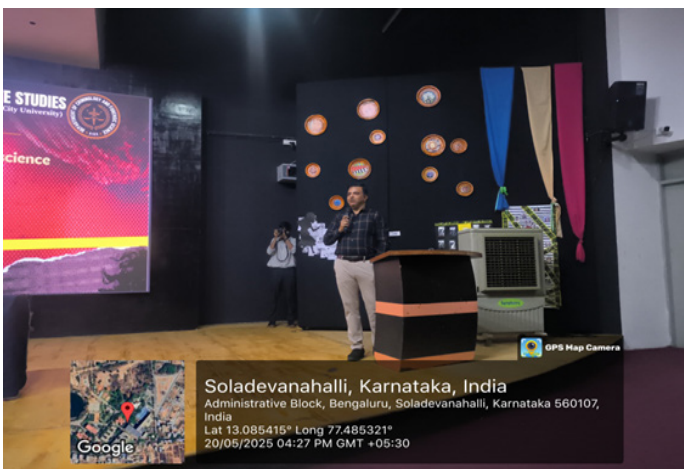 E STUDIES
City University)
science
GPS Map Camera
Soladevanahalli, Karnataka, India
Administrative Block, Bengaluru, Soladevanahalli, Karnataka 560107,
India
Lat 13.085415° Long 77.485321°
20/05/2025 04:27 PM GMT +05:30
Google